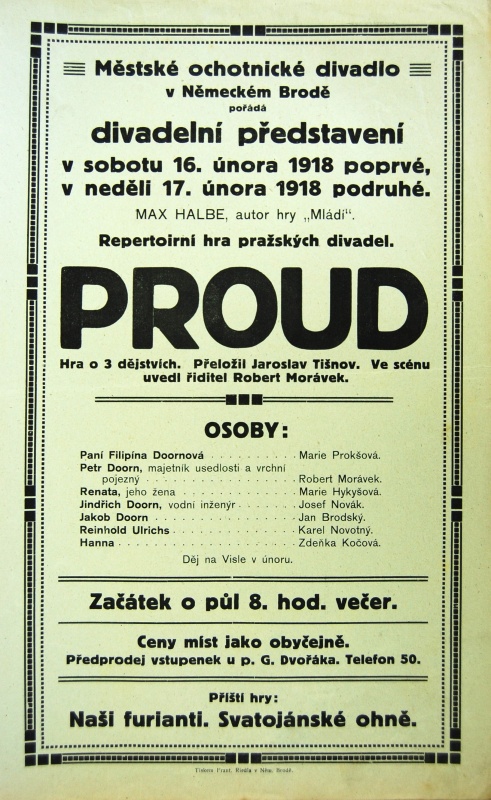 Městské ochotnické divadlo
v Německém Brodě
pořádá
divadelní představení
v sobotu 16. února 1918 poprvé,
v neděli 17. února 1918 podruhé.
MAX HALBE, autor hry „Mládí“.
Repertoirní hra pražských divadel.
PROUD
Hra o 3 dějstvích. Přeložil Jaroslav Tišnov. Ve scénu
uvedl řiditel Robert Morávek.
OSOBY:
Paní Filipína Doornová . . . . . . . . . . Marie Prokšová.
Petr Doorn, majetník usedlosti a vrchní
pojezný . . . . . . . . . . . . . . . Robert Morávek.
Renata, jeho žena . . . . . . . . . . . . Marie Hykyšová.
Jindřich Doorn, vodní inženýr . . . . . . Josef Novák.
Jakob Doorn . . . . . . . . . . . . . . Jan Brodský.
Reinhold Ulrichs . . . . . . . . . . . . Karel Novotný.
Hanna . . . . . . . . . . . . . . . . . Zdeňka Kočová.
Děj na Visle v únoru.
Začátek o půl 8. hod. večer.
Ceny míst jako obyčejně.
Předprodej vstupenek u p. G. Dvořáka. Telefon 50.
Příští hry:
Naši furianti. Svatojánské ohně.
v Něm. Brodě.